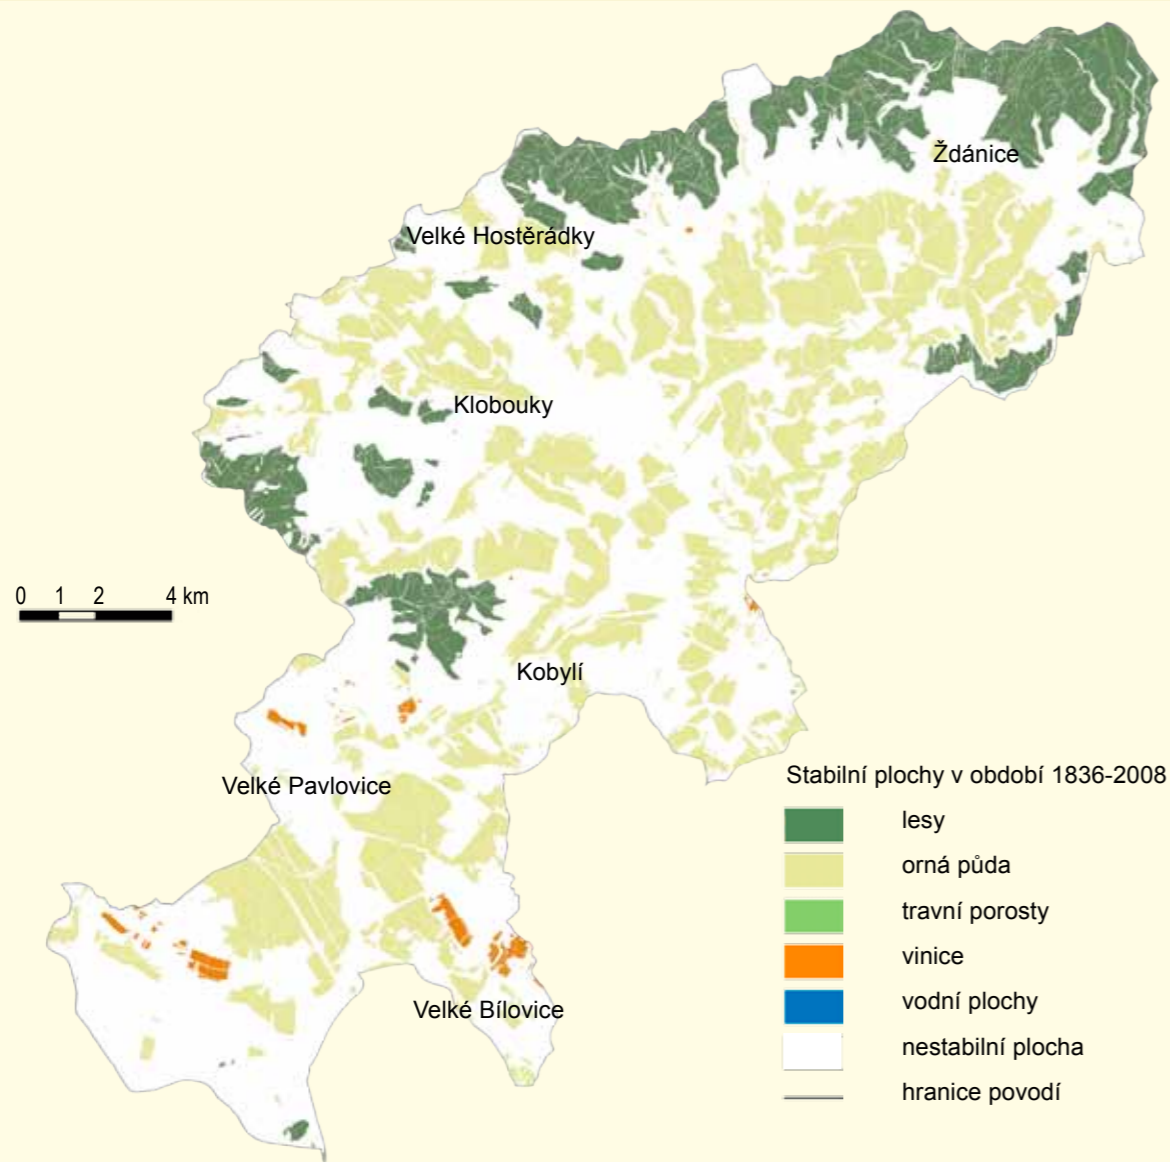 Ždánice
Velké Hostěrádky
Klobouky
0 1 2 4 km
Kobylí
Velké Pavlovice
Velké Bílovice
Stabilní plochy v období 1836-2008
lesy
orná půda
travní porosty
vinice
vodní plochy
nestabilní plocha
hranice povodí